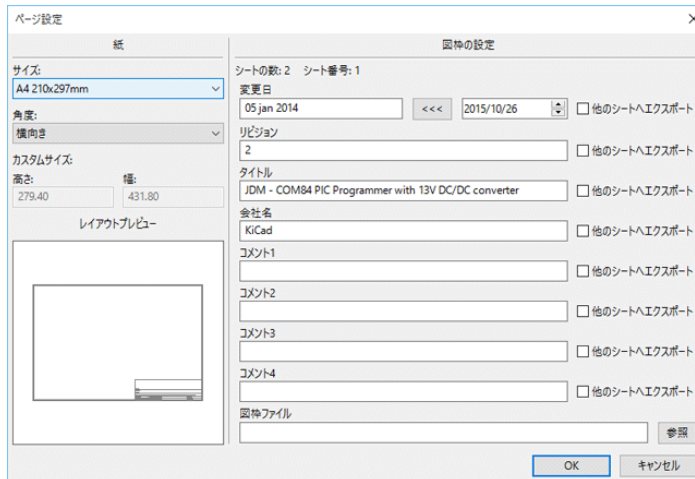 ページ設定
紙
サイズ:
A4 210x297mm
角度:
横向き
カスタムサイズ:
高さ: 幅:
279.40 431.80
レイアウトプレビュー
図枠の設定
シートの数: 2 シート番号: 1
変更日
05 jan 2014 <<< 2015/10/26 他のシートへエクスポート
リビジョン
2 他のシートへエクスポート
タイトル
JDM - COM84 PIC Programmer with 13V DC/DC converter 他のシートへエクスポート
会社名
KiCad 他のシートへエクスポート
コメント1
他のシートへエクスポート
コメント2
他のシートへエクスポート
コメント3
他のシートへエクスポート
コメント4
他のシートへエクスポート
図枠ファイル
参照
OK キャンセル